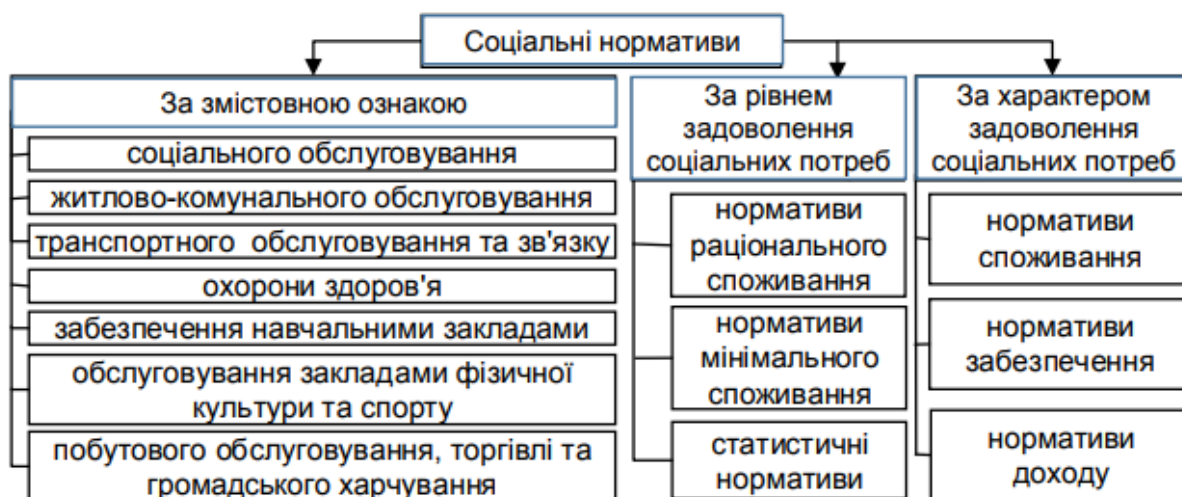 Соціальні нормативи
За змістовною ознакою
соціального обслуговування
житлово-комунального обслуговування
транспортного обслуговування та зв'язку
охорони здоров'я
забезпечення навчальними закладами
обслуговування закладами фізичної
культури та спорту
побутового обслуговування, торгівлі та
громадського харчування
За рівнем
задоволення
соціальних потреб
нормативи
раціонального
споживання
нормативи
мінімального
споживання
статистичні
нормативи
За характером
задоволення
соціальних потреб
нормативи
споживання
нормативи
забезпечення
нормативи
доходу